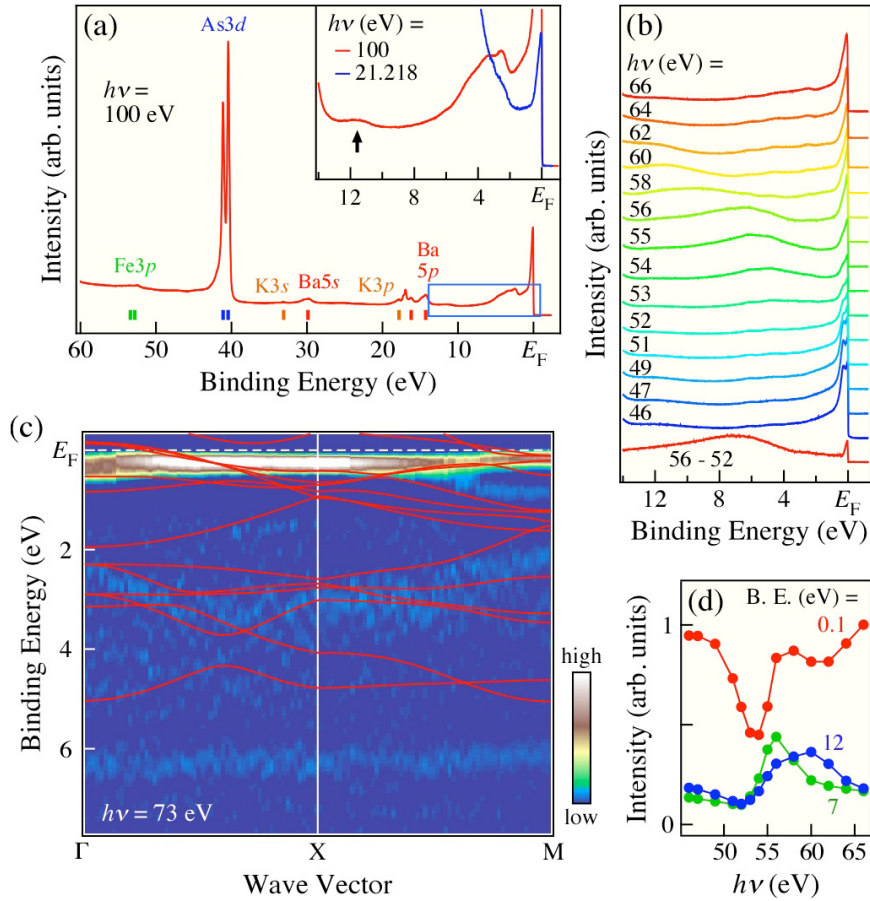 (a)
As3d
hν =
100 eV
Fe3p
K3s
Ba5s
K3p
Ba
5p
Intensity (arb. units)
60
50
40
30
20
10
E_F
Binding Energy (eV)
hν (eV) =
100
21.218
12
8
4
E_F
(b)
hν (eV) =
66
64
62
60
58
56
55
54
53
52
51
49
47
46
56 - 52
Intensity (arb. units)
12
8
4
E_F
Binding Energy (eV)
(c)
E_F
2
4
6
Binding Energy (eV)
hν = 73 eV
Γ
X
M
Wave Vector
high
low
(d)
B. E. (eV) =
0.1
12
7
1
0
Intensity (arb. units)
50
55
60
65
hν (eV)